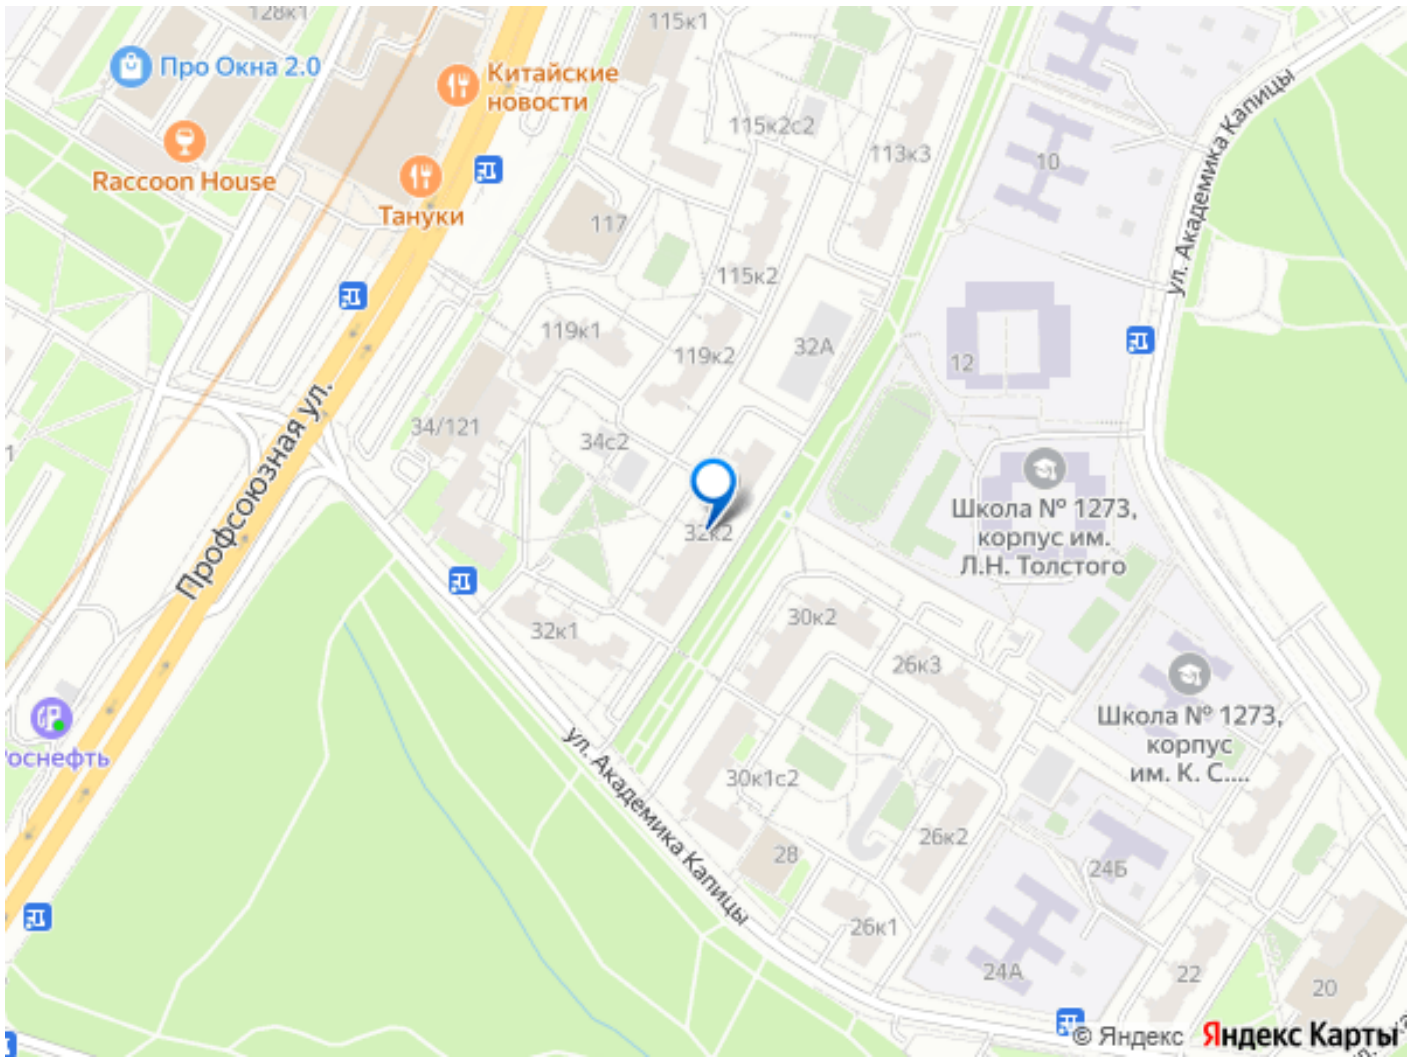 128к1
115к1
Про Окна 2.0
Китайские
новости
ул. Академика Капицы
115к2с2
113к3
10
Raccoon House
Тануки
117
115к2
119к1
119к2
32А
12
34/121
34с2
Профсоюзная ул.
Школа № 1273,
корпус им.
Л.Н. Толстого
32к2
32к1
30к2
26к3
Школа № 1273,
корпус
им. К. С....
30к1с2
26к2
28
24Б
ул. Академика Капицы
26к1
24А
22
20
© Яндекс
Яндекс Карты